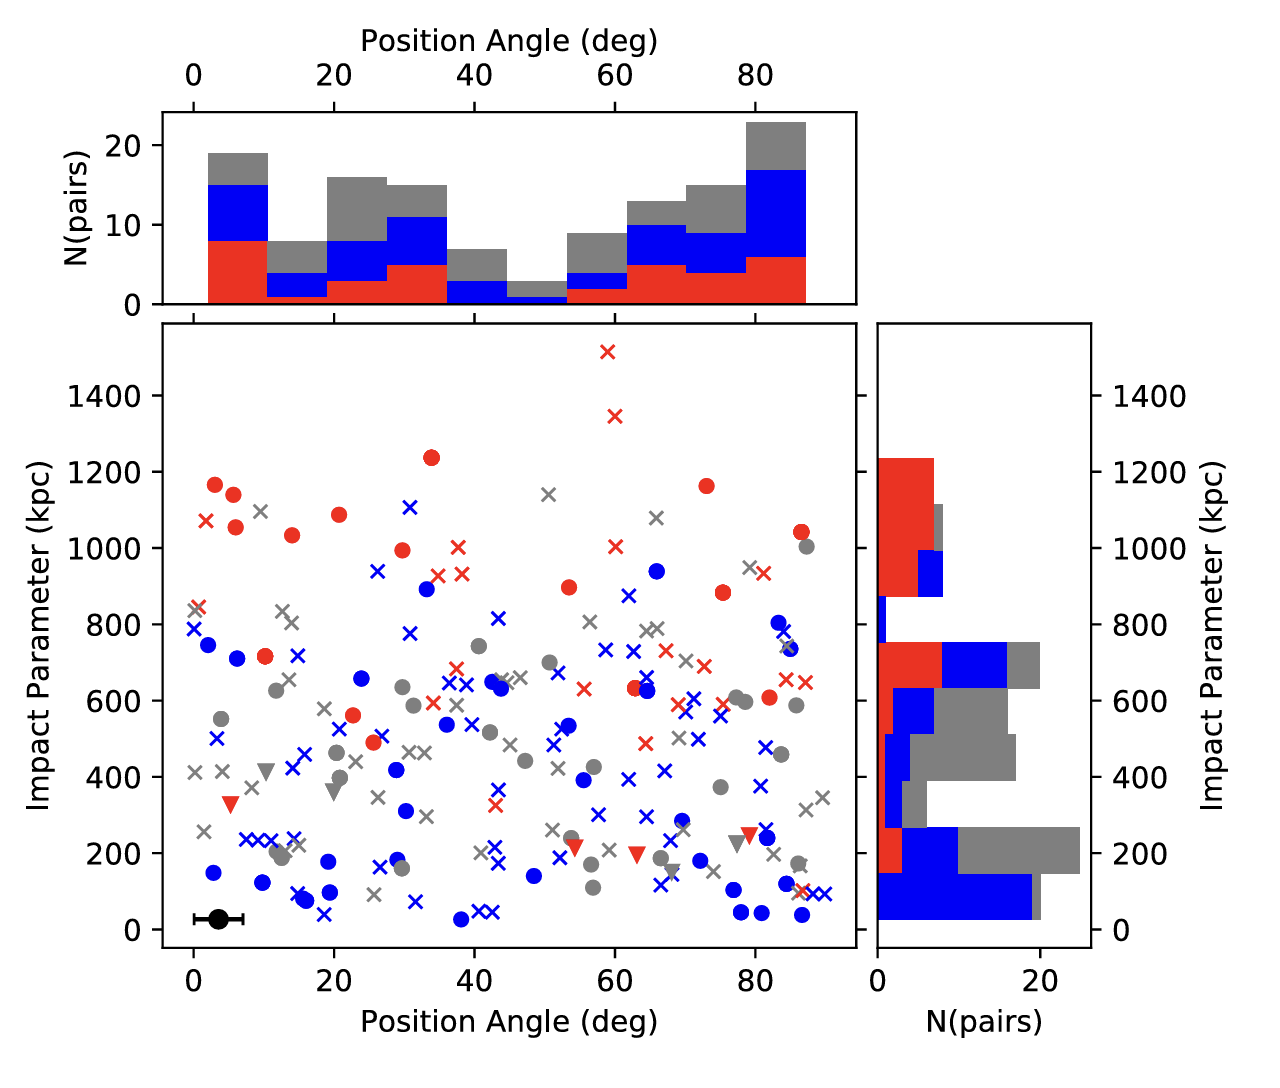 Position Angle (deg)
0 20 40 60 80
N(pairs)
20
10
0
Impact Parameter (kpc)
1400 1400
1200 1200
1000 1000
800 800
600 600
400 400
200 200
0 0
Impact Parameter (kpc)
0 20 40 60 80 0 20
Position Angle (deg) N(pairs)